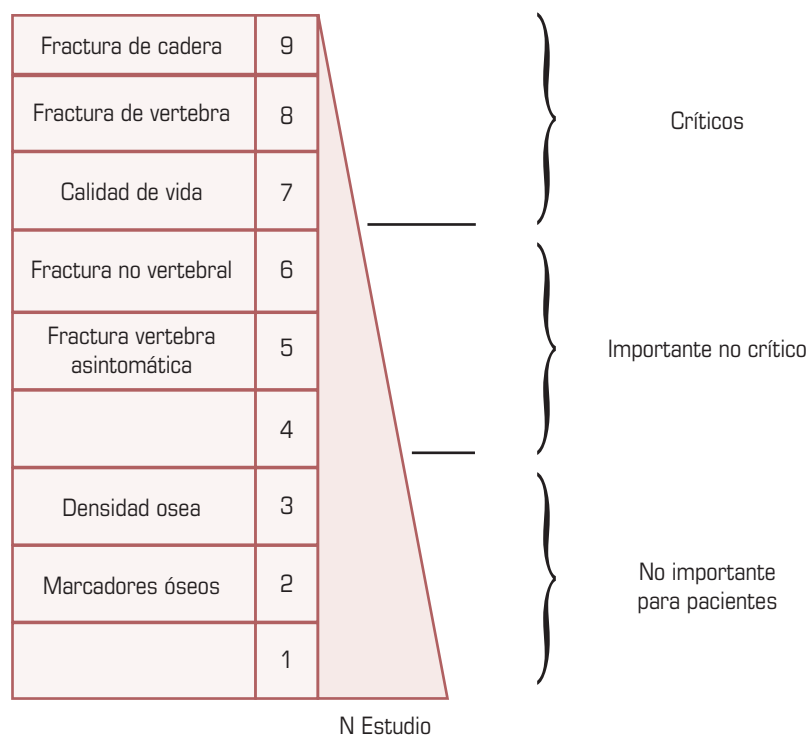 Fractura de cadera 9
Fractura de vertebra 8
Calidad de vida 7
Fractura no vertebral 6
Fractura vertebra
asintomática 5
4
Densidad osea 3
Marcadores óseos 2
1
N Estudio
Críticos
Importante no crítico
No importante
para pacientes